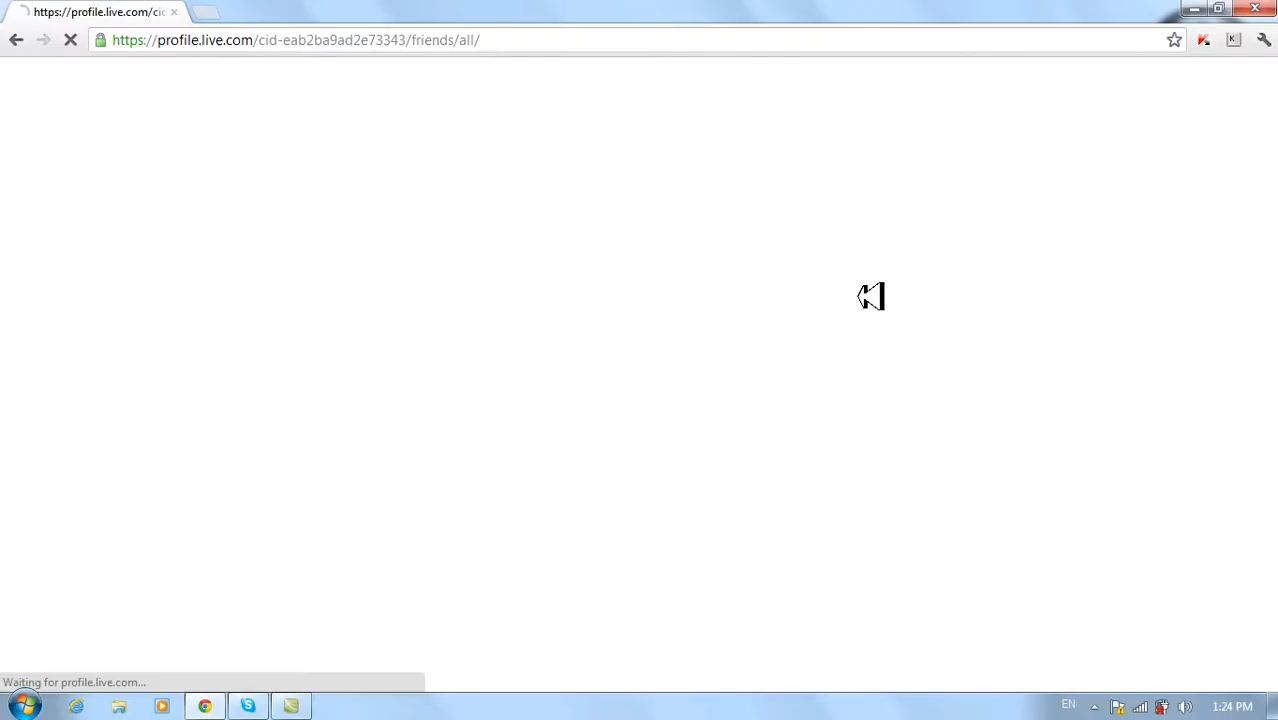 https://profile.live.com/cid
https://profile.live.com/cid-eab2ba9ad2e73343/friends/all/
Waiting for profile.live.com...
EN
1:24 PM